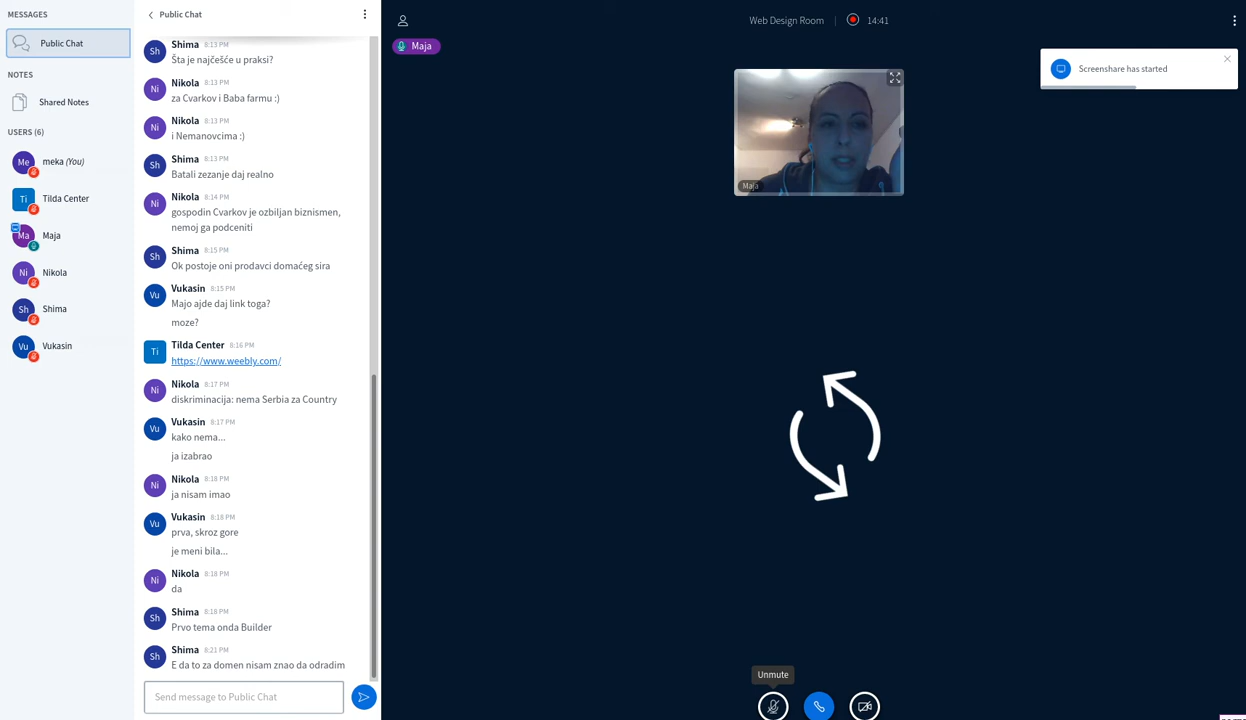 MESSAGES
Public Chat
NOTES
Shared Notes
USERS (6)
Me
meka (You)
Ti
Tilda Center
Ma
Maja
Ni
Nikola
Sh
Shima
Vu
Vukasin
Public Chat
Sh
Shima 8:13 PM
Šta je najčešće u praksi?
Ni
Nikola 8:13 PM
za Cvarkov i Baba farmu :)
Ni
Nikola 8:13 PM
i Nemanovcima :)
Sh
Shima 8:13 PM
Batali zezanje daj realno
Ni
Nikola 8:14 PM
gospodin Cvarkov je ozbiljan biznismen,
nemoj ga podceniti
Sh
Shima 8:15 PM
Ok postoje oni prodavci domaćeg sira
Vu
Vukasin 8:15 PM
Majo ajde daj link toga?
moze?
Ti
Tilda Center 8:16 PM
https://www.weebly.com/
Ni
Nikola 8:17 PM
diskriminacija: nema Serbia za Country
Vu
Vukasin 8:17 PM
kako nema...
ja izabrao
Ni
Nikola 8:18 PM
ja nisam imao
Vu
Vukasin 8:18 PM
prva, skroz gore
je meni bila...
Ni
Nikola 8:18 PM
da
Sh
Shima 8:18 PM
Prvo tema onda Builder
Sh
Shima 8:21 PM
E da to za domen nisam znao da odradim
Send message to Public Chat
Web Design Room | 14:41
Maja
Screenshare has started
Maja
Unmute